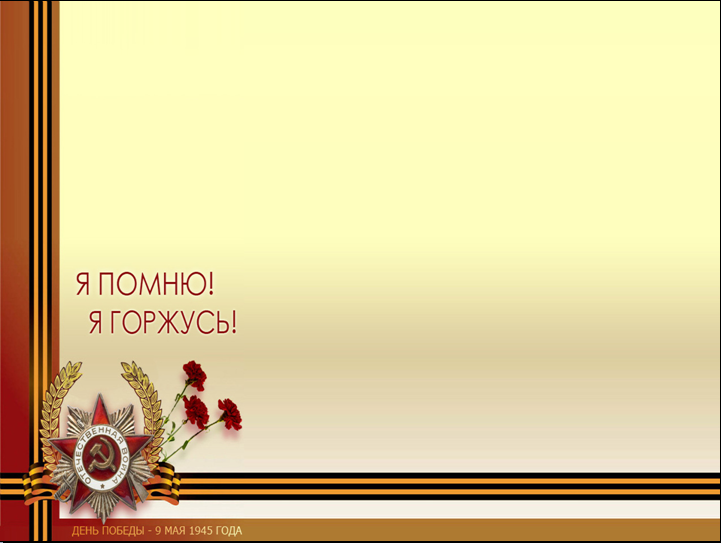 Я ПОМНЮ!
Я ГОРЖУСЬ!
ОТЕЧЕСТВЕННАЯ ВОЙНА
ДЕНЬ ПОБЕДЫ - 9 МАЯ 1945 ГОДА